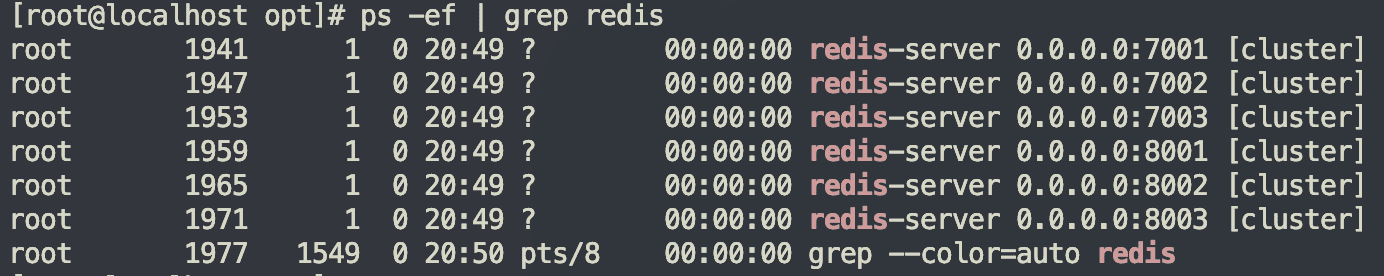 [root@localhost opt]# ps -ef | grep redis
root 1941 1 0 20:49 ? 00:00:00 redis-server 0.0.0.0:7001 [cluster]
root 1947 1 0 20:49 ? 00:00:00 redis-server 0.0.0.0:7002 [cluster]
root 1953 1 0 20:49 ? 00:00:00 redis-server 0.0.0.0:7003 [cluster]
root 1959 1 0 20:49 ? 00:00:00 redis-server 0.0.0.0:8001 [cluster]
root 1965 1 0 20:49 ? 00:00:00 redis-server 0.0.0.0:8002 [cluster]
root 1971 1 0 20:49 ? 00:00:00 redis-server 0.0.0.0:8003 [cluster]
root 1977 1549 0 20:50 pts/8 00:00:00 grep --color=auto redis